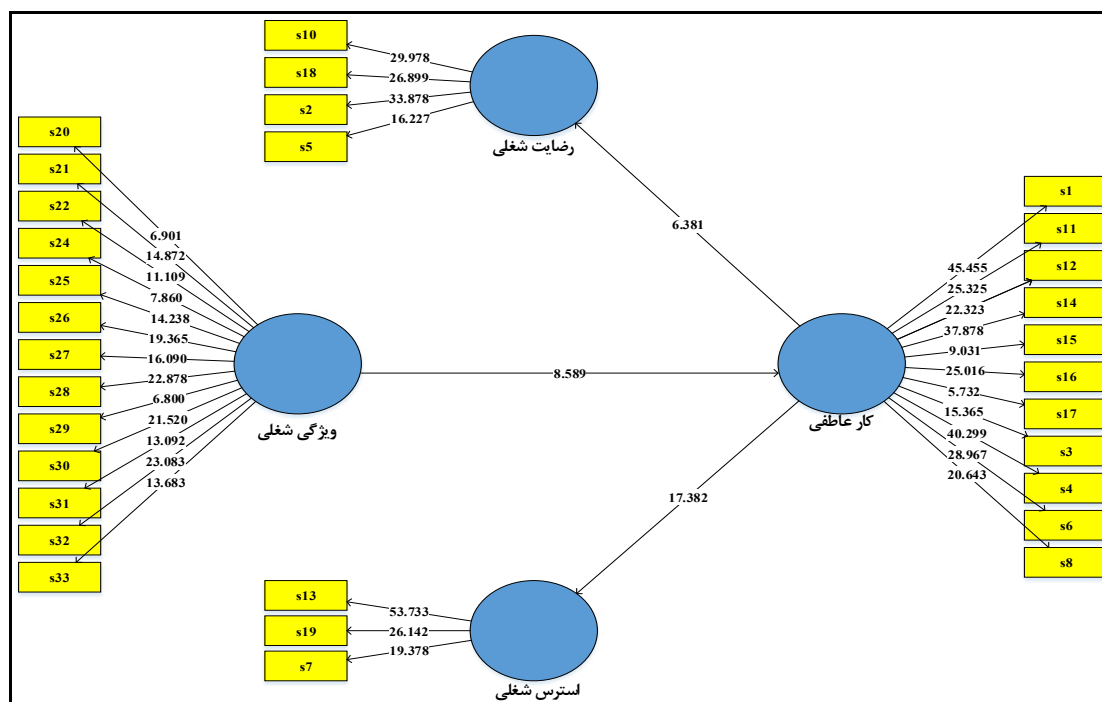 s10
s18
s2
s5
29.978
26.899
33.878
16.227
رضایت شغلی
s20
s21
s22
s24
s25
s26
s27
s28
s29
s30
s31
s32
s33
6.901
14.872
11.109
7.860
14.238
19.365
16.090
22.878
6.800
21.520
13.092
23.083
13.683
ویژگی شغلی
8.589
6.381
17.382
کار عاطفی
45.455
25.325
22.323
37.878
9.031
25.016
5.732
15.365
40.299
28.967
20.643
s1
s11
s12
s14
s15
s16
s17
s3
s4
s6
s8
s13
s19
s7
53.733
26.142
19.378
استرس شغلی